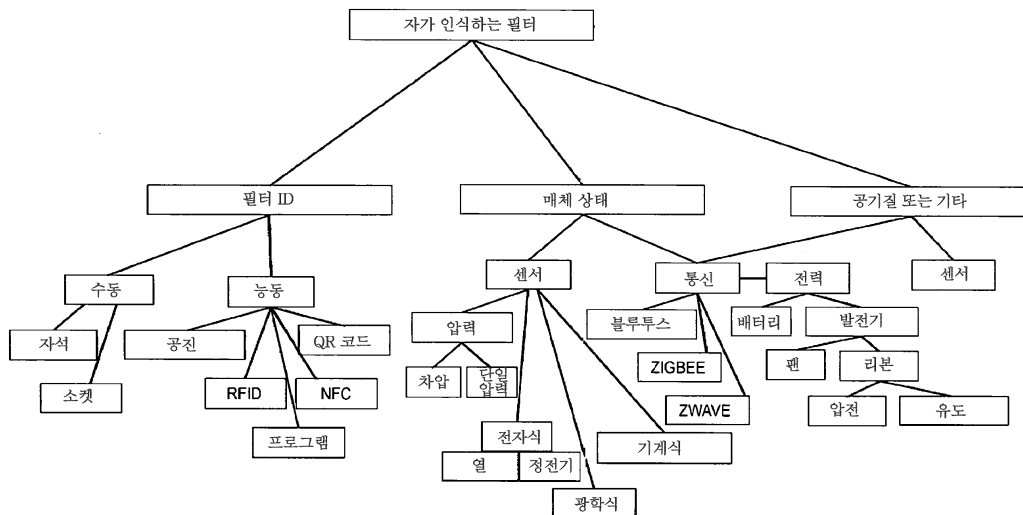 자가 인식하는 필터
필터 ID
매체 상태
공기질 또는 기타
수동
능동
센서
통신
전력
센서
자석
소켓
공진
RFID
프로그램
NFC
QR 코드
압력
차압
단일
압력
전자식
열
정전기
광학식
기계식
블루투스
ZIGBEE
ZWAVE
배터리
발전기
팬
리본
압전
유도